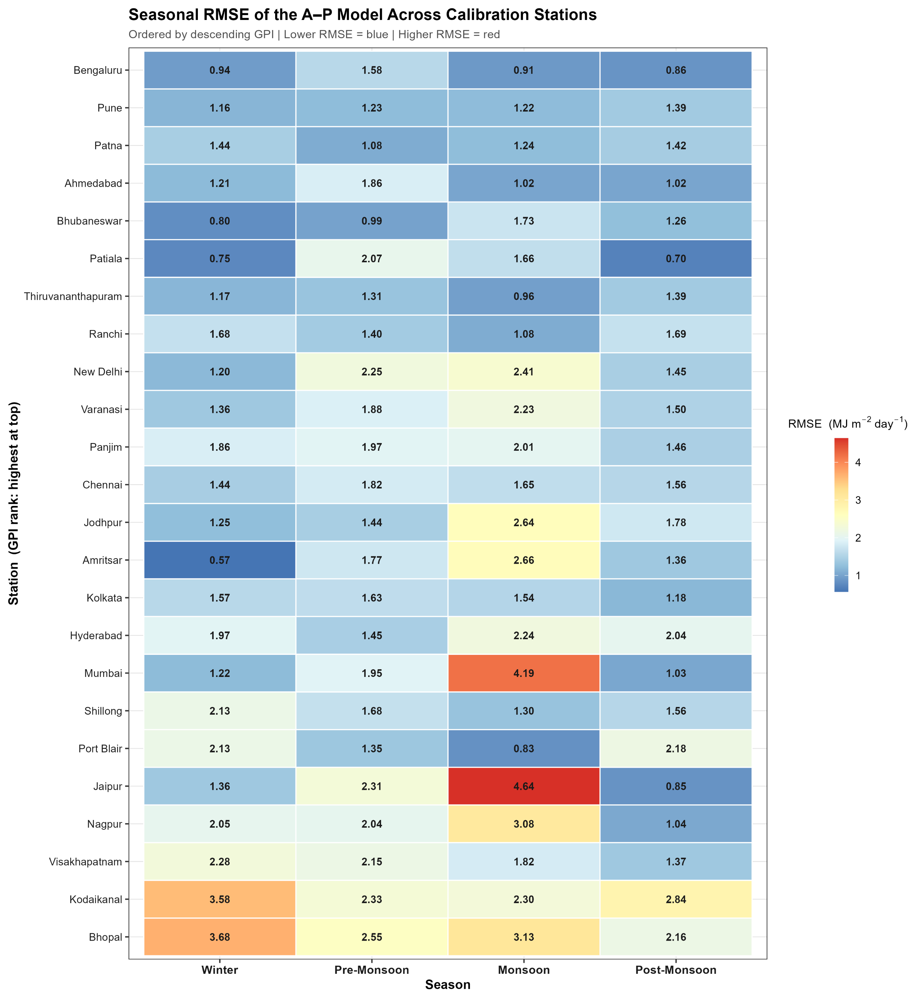 Seasonal RMSE of the A–P Model Across Calibration Stations
Ordered by descending GPI | Lower RMSE = blue | Higher RMSE = red
Station (GPI rank: highest at top)
Bengaluru 0.94 1.58 0.91 0.86
Pune 1.16 1.23 1.22 1.39
Patna 1.44 1.08 1.24 1.42
Ahmedabad 1.21 1.86 1.02 1.02
Bhubaneswar 0.80 0.99 1.73 1.26
Patiala 0.75 2.07 1.66 0.70
Thiruvananthapuram 1.17 1.31 0.96 1.39
Ranchi 1.68 1.40 1.08 1.69
New Delhi 1.20 2.25 2.41 1.45
Varanasi 1.36 1.88 2.23 1.50
Panjim 1.86 1.97 2.01 1.46
Chennai 1.44 1.82 1.65 1.56
Jodhpur 1.25 1.44 2.64 1.78
Amritsar 0.57 1.77 2.66 1.36
Kolkata 1.57 1.63 1.54 1.18
Hyderabad 1.97 1.45 2.24 2.04
Mumbai 1.22 1.95 4.19 1.03
Shillong 2.13 1.68 1.30 1.56
Port Blair 2.13 1.35 0.83 2.18
Jaipur 1.36 2.31 4.64 0.85
Nagpur 2.05 2.04 3.08 1.04
Visakhapatnam 2.28 2.15 1.82 1.37
Kodaikanal 3.58 2.33 2.30 2.84
Bhopal 3.68 2.55 3.13 2.16
Winter Pre-Monsoon Monsoon Post-Monsoon
Season
RMSE (MJ m⁻² day⁻¹)
4
3
2
1